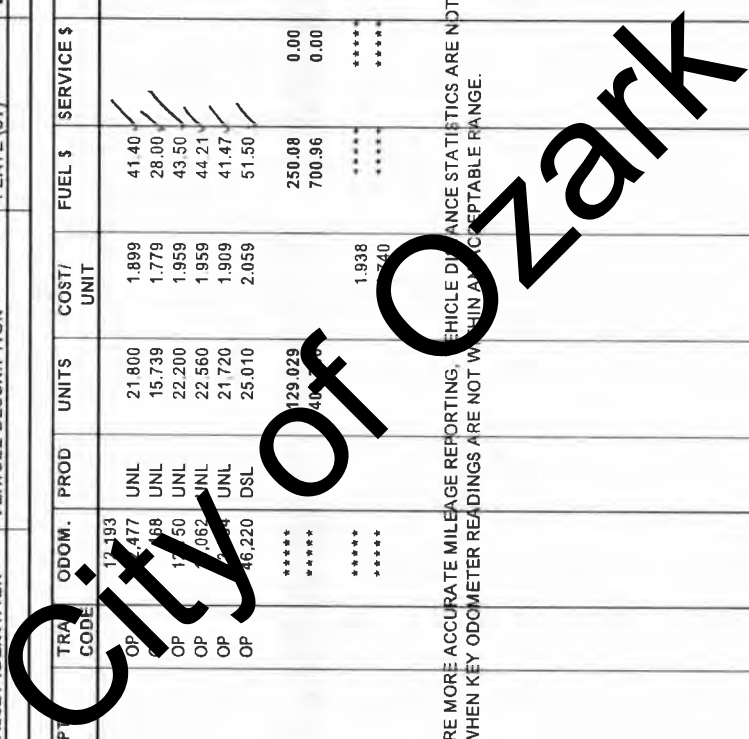 TRA ODOM. PROD UNITS COST/ UNIT FUEL $ SERVICE $
CODE
12,193
OP UNL 21.800 1.899 41.40
UNL 15.739 1.779 28.00
OP UNL 22.200 1.959 43.50
OP UNL 22.560 1.959 44.21
OP UNL 21.720 1.909 41.47
OP 46,220 DSL 25.010 2.059 51.50
***** 129.029 250.08 0.00
***** 700.96 0.00
***** 1.938 ***** *****
***** ***** *****
RE MORE ACCURATE MILEAGE REPORTING, VEHICLE STATISTICS ARE NOT
WHEN KEY ODOMETER READINGS ARE NOT WITHIN AN ACCEPTABLE RANGE.
City of Ozark